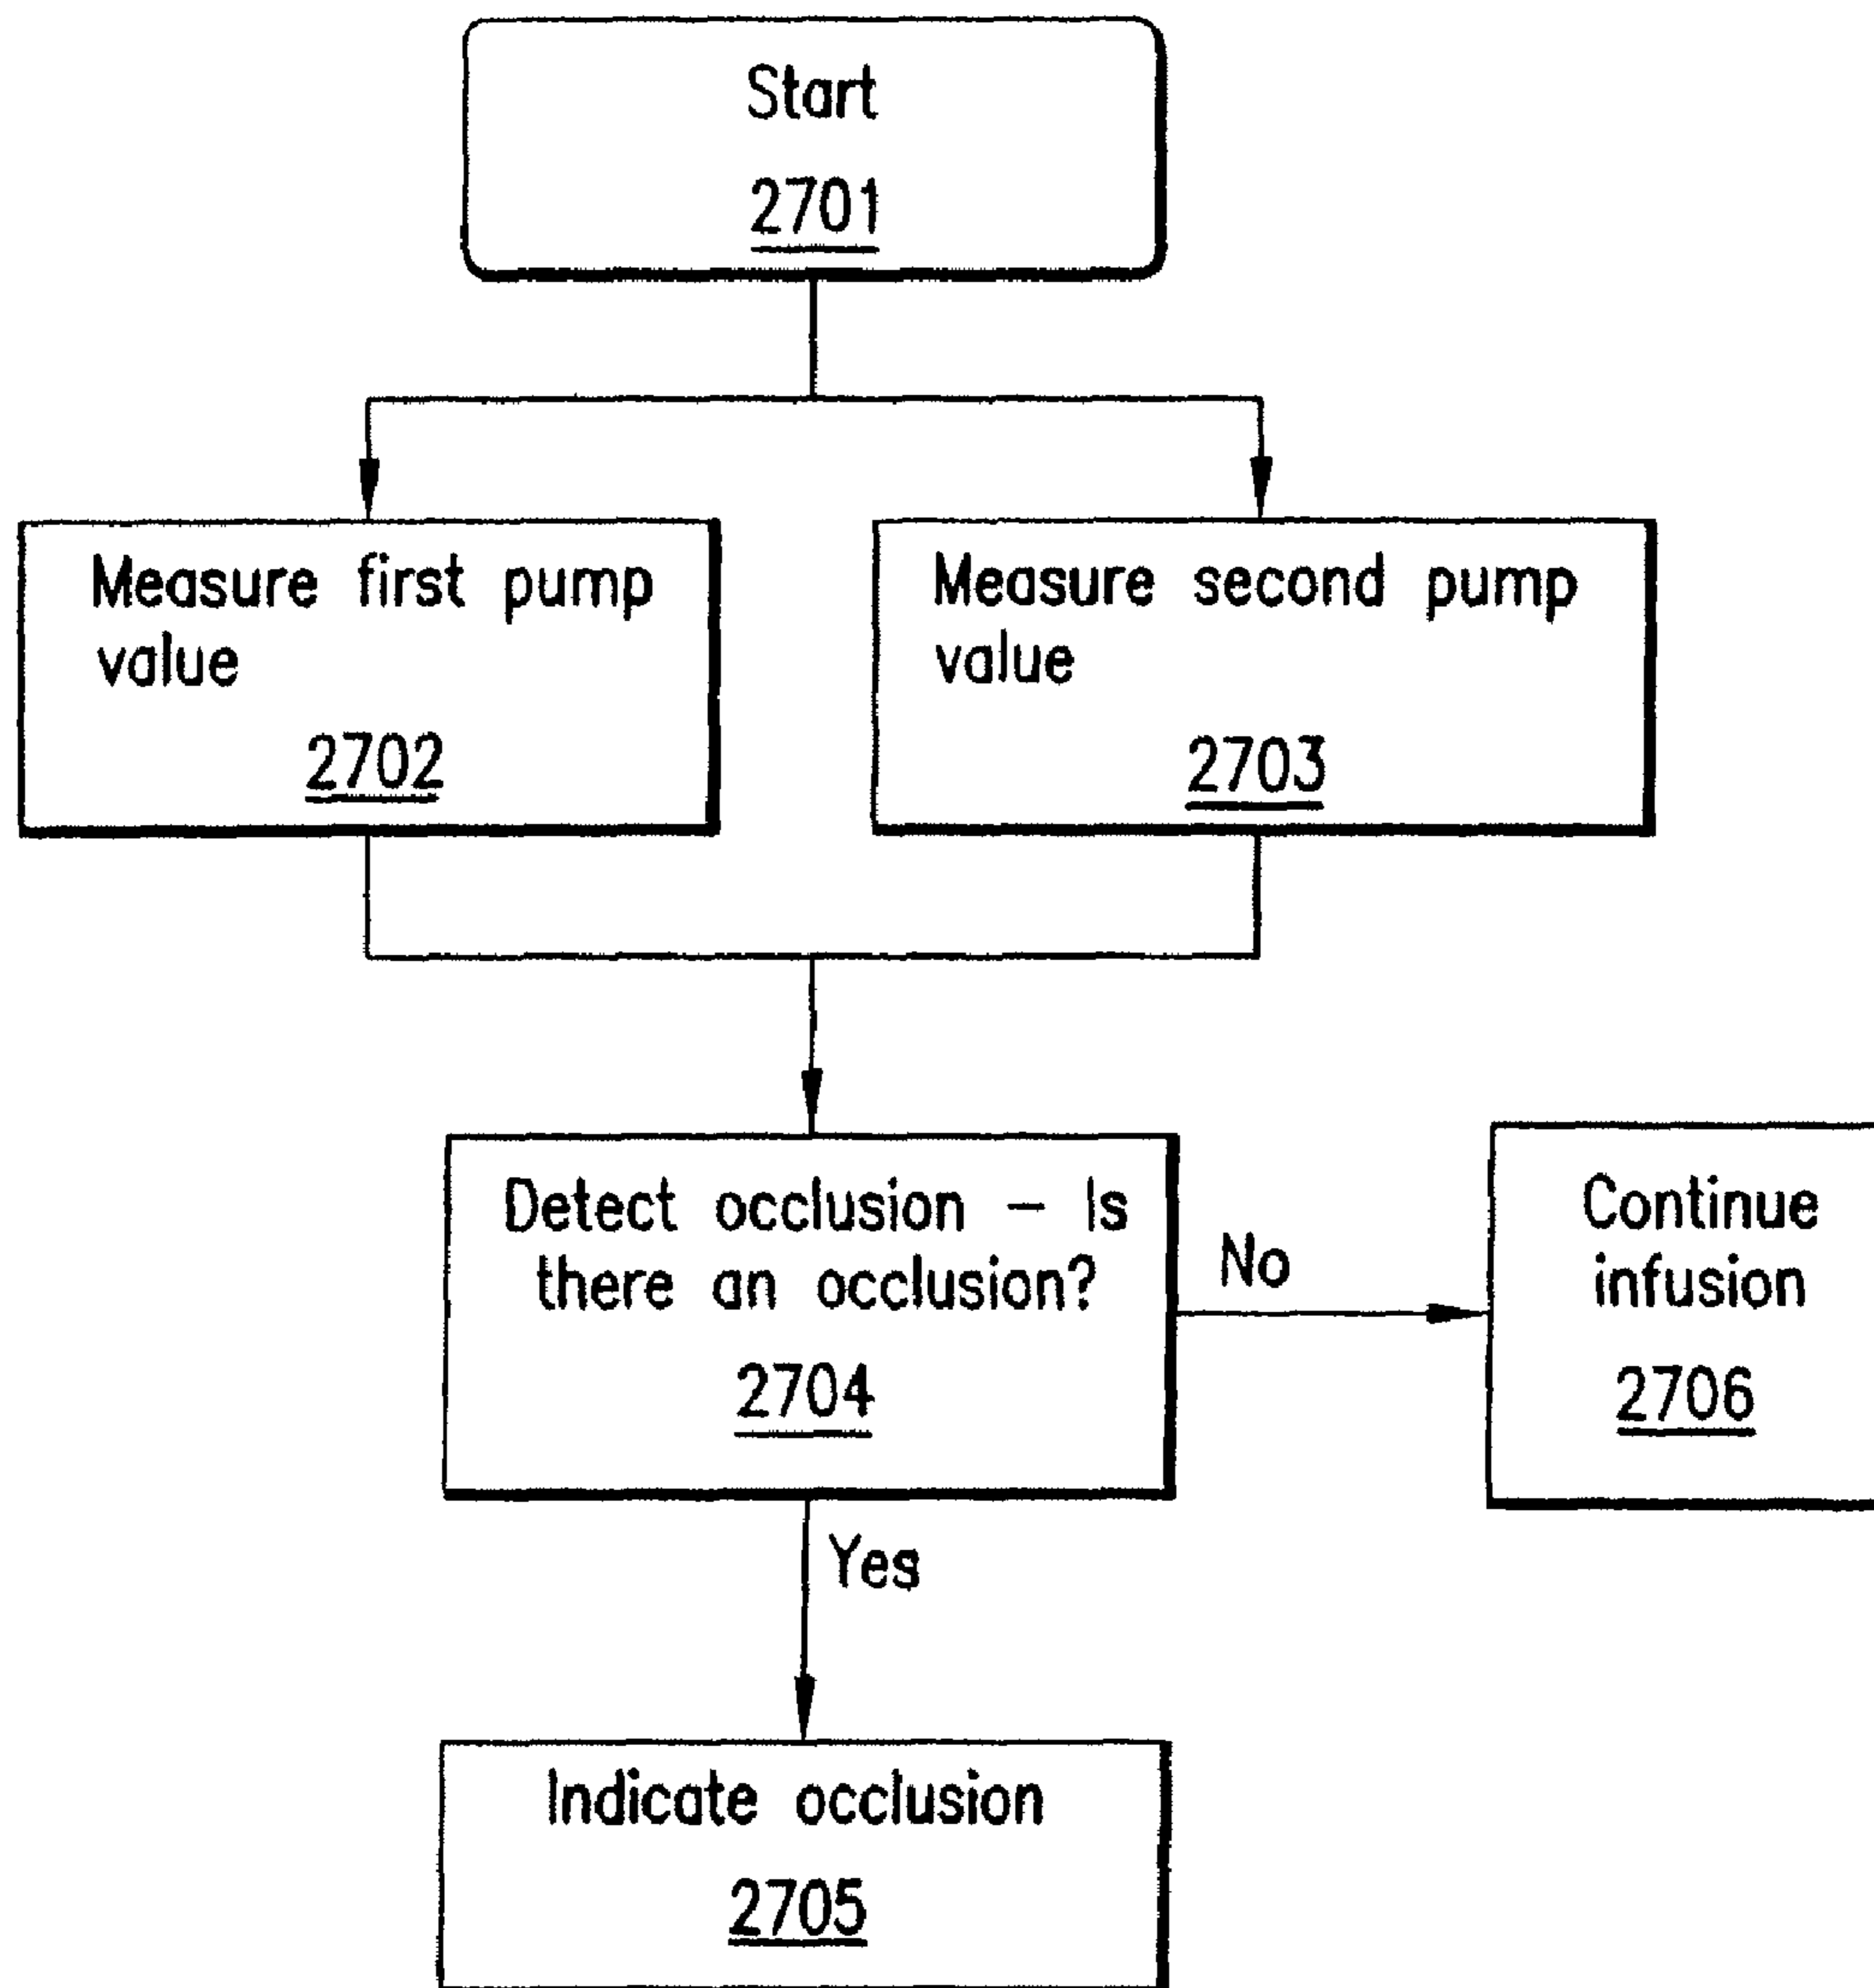 Start
2701
Measure first pump
value
2702
Measure second pump
value
2703
Detect occlusion – Is
there an occlusion?
2704
No
Continue
infusion
2706
Yes
Indicate occlusion
2705